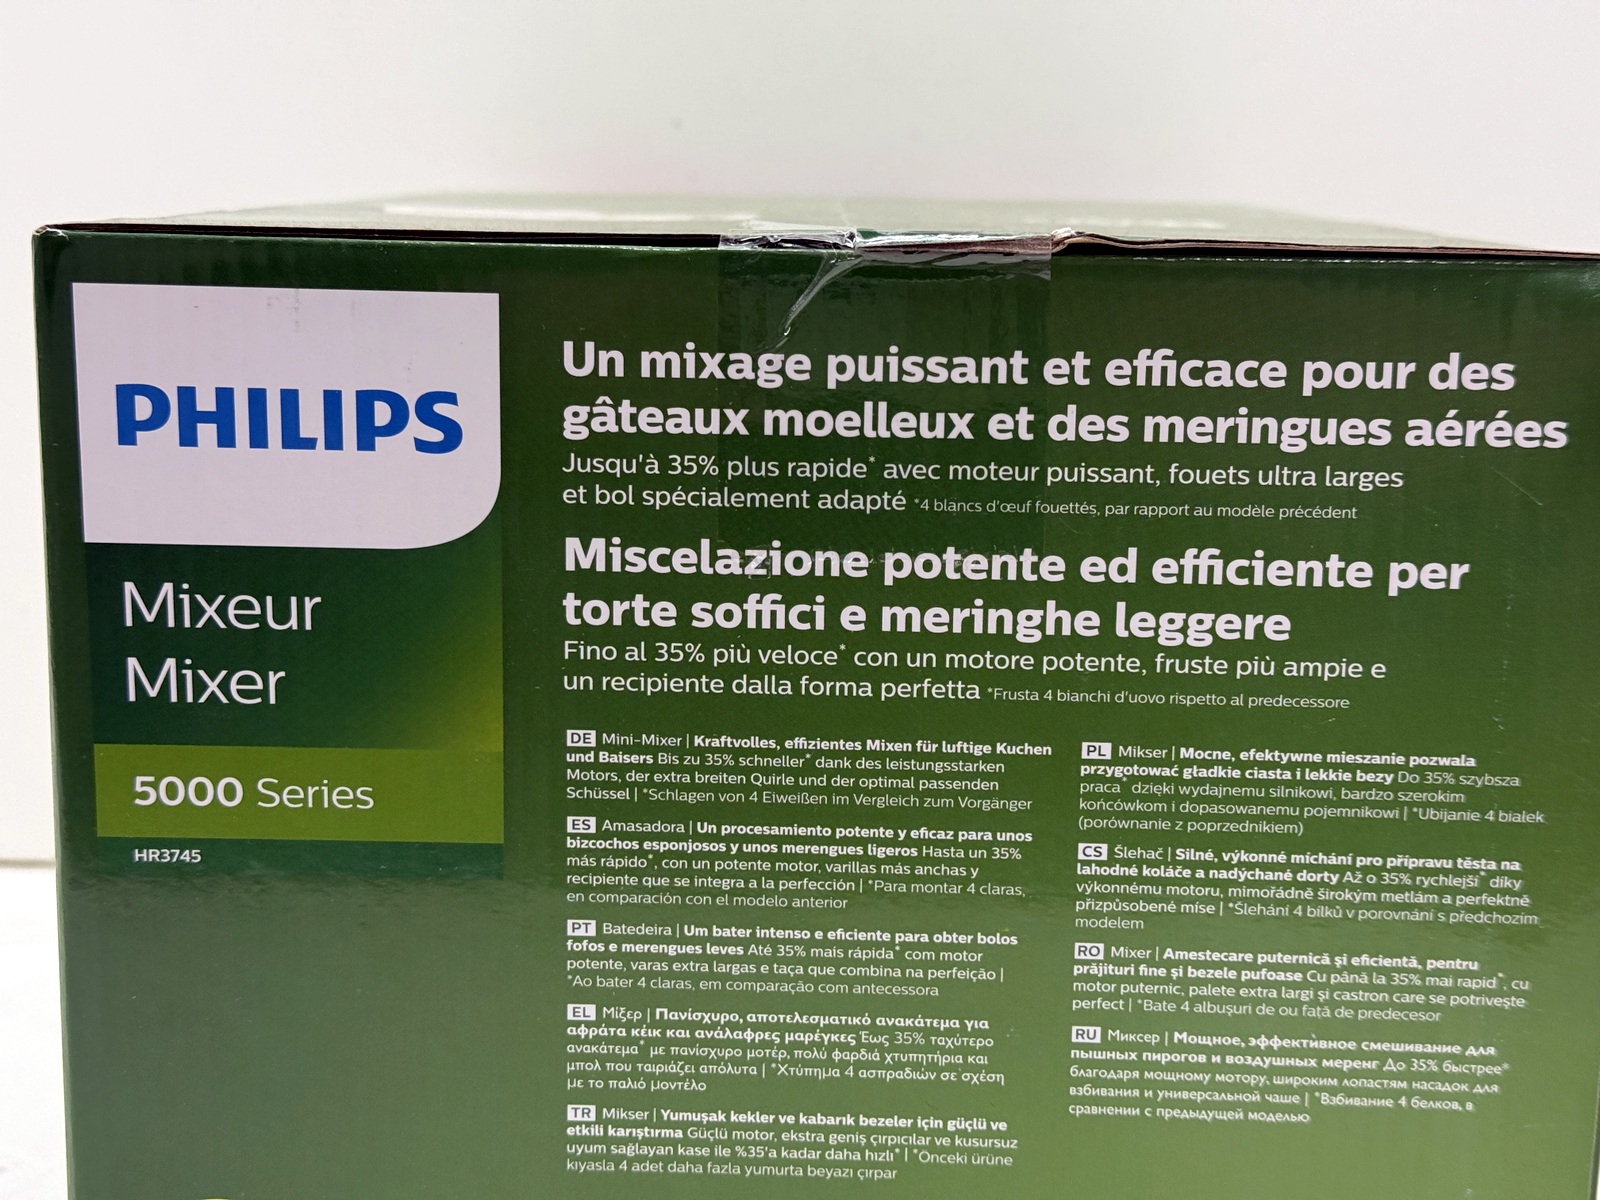 PHILIPS
Mixeur
Mixer
5000 Series
HR3745
Un mixage puissant et efficace pour des
gâteaux moelleux et des meringues aérées
Jusqu'à 35% plus rapide* avec moteur puissant, fouets ultra larges
et bol spécialement adapté *4 blancs d'œuf fouettés, par rapport au modèle précédent
Miscelazione potente ed efficiente per
torte soffici e meringhe leggere
Fino al 35% più veloce* con un motore potente, fruste più ampie e
un recipiente dalla forma perfetta *Frusta 4 bianchi d'uovo rispetto al predecessore
DE Mini-Mixer | Kraftvolles, effizientes Mixen für luftige Kuchen
und Baisers Bis zu 35% schneller* dank des leistungsstarken
Motors, der extra breiten Quirle und der optimal passenden
Schüssel | *Schlagen von 4 Eiweißen im Vergleich zum Vorgänger
ES Amasadora | Un procesamiento potente y eficaz para unos
bizcochos esponjosos y unos merengues ligeros Hasta un 35%
más rápido*, con un potente motor, varillas más anchas y
recipiente que se integra a la perfección | *Para montar 4 claras,
en comparación con el modelo anterior
PT Batedeira | Um bater intenso e eficiente para obter bolos
fofos e merengues leves Até 35% mais rápida* com motor
potente, varas extra largas e taça que combina na perfeição |
*Ao bater 4 claras, em comparação com antecessora
EL Μίξερ | Πανίσχυρο, αποτελεσματικό ανακάτεμα για
αφράτα κέικ και ανάλαφρες μαρέγκες Έως 35% ταχύτερο
ανακάτεμα* με πανίσχυρο μοτέρ, πολύ φαρδιά χτυπητήρια και
μπολ που ταιριάζει απόλυτα | *Χτύπημα 4 ασπραδιών σε σχέση
με το παλιό μοντέλο
TR Mikser | Yumuşak kekler ve kabarık bezeler için güçlü ve
etkili karıştırma Güçlü motor, ekstra geniş çırpıcılar ve kusursuz
uyum sağlayan kase ile %35'a kadar daha hızlı* | *Önceki ürüne
kıyasla 4 adet daha fazla yumurta beyazı çırpar
PL Mikser | Mocne, efektywne mieszanie pozwala
przygotować gładkie ciasta i lekkie bezy Do 35% szybsza
praca* dzięki wydajnemu silnikowi, bardzo szerokim
końcówkom i dopasowanemu pojemnikowi | *Ubijanie 4 białek
(porównanie z poprzednikiem)
CS Šlehač | Silné, výkonné míchání pro přípravu těsta na
lahodné koláče a nadýchané dorty Až o 35% rychlejší* díky
výkonnému motoru, mimořádně širokým metlám a perfektně
přizpůsobené míse | *Šlehání 4 bílků v porovnání s předchozím
modelem
RO Mixer | Amestecare puternică şi eficientă, pentru
prăjituri fine şi bezele pufoase Cu până la 35% mai rapid*, cu
motor puternic, palete extra largi şi castron care se potriveşte
perfect | *Bate 4 albuşuri de ou faţă de predecesor
RU Миксер | Мощное, эффективное смешивание для
пышных пирогов и воздушных меренг До 35% быстрее*
благодаря мощному мотору, широким лопастям насадок для
взбивания и универсальной чаше | *Взбивание 4 белков, в
сравнении с предыдущей моделью